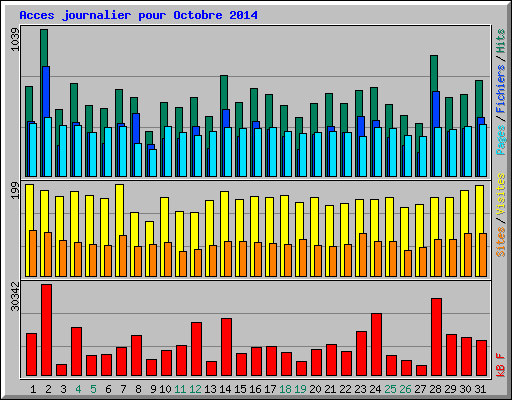 Acces journalier pour Octobre 2014
1039
Pages / Fichiers / Hits
199
Sites / Visites
30342
kB F
1 2 3 4 5 6 7 8 9 10 11 12 13 14 15 16 17 18 19 20 21 22 23 24 25 26 27 28 29 30 31